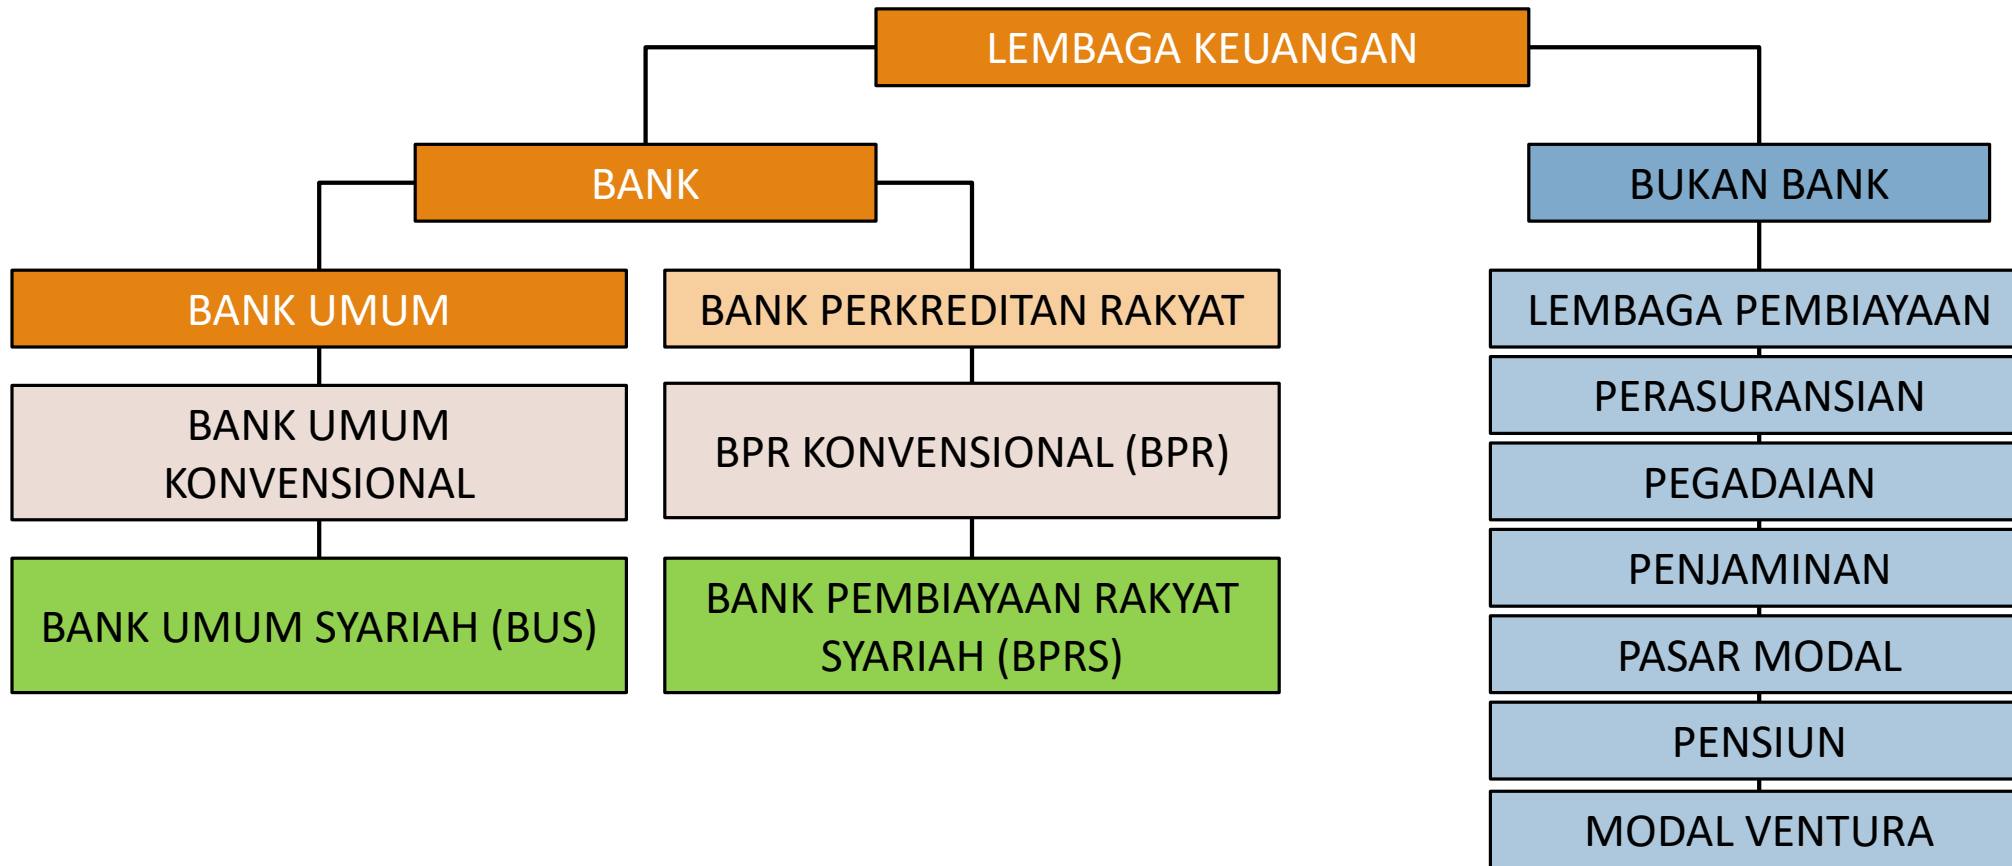 LEMBAGA KEUANGAN
BANK
BUKAN BANK
BANK UMUM
BANK PERKREDITAN RAKYAT
LEMBAGA PEMBIAYAAN
BANK UMUM
KONVENSIONAL
BPR KONVENSIONAL (BPR)
PERASURANSIAN
PEGADAIAN
BANK UMUM SYARIAH (BUS)
BANK PEMBIAYAAN RAKYAT
SYARIAH (BPRS)
PENJAMINAN
PASAR MODAL
PENSIUN
MODAL VENTURA